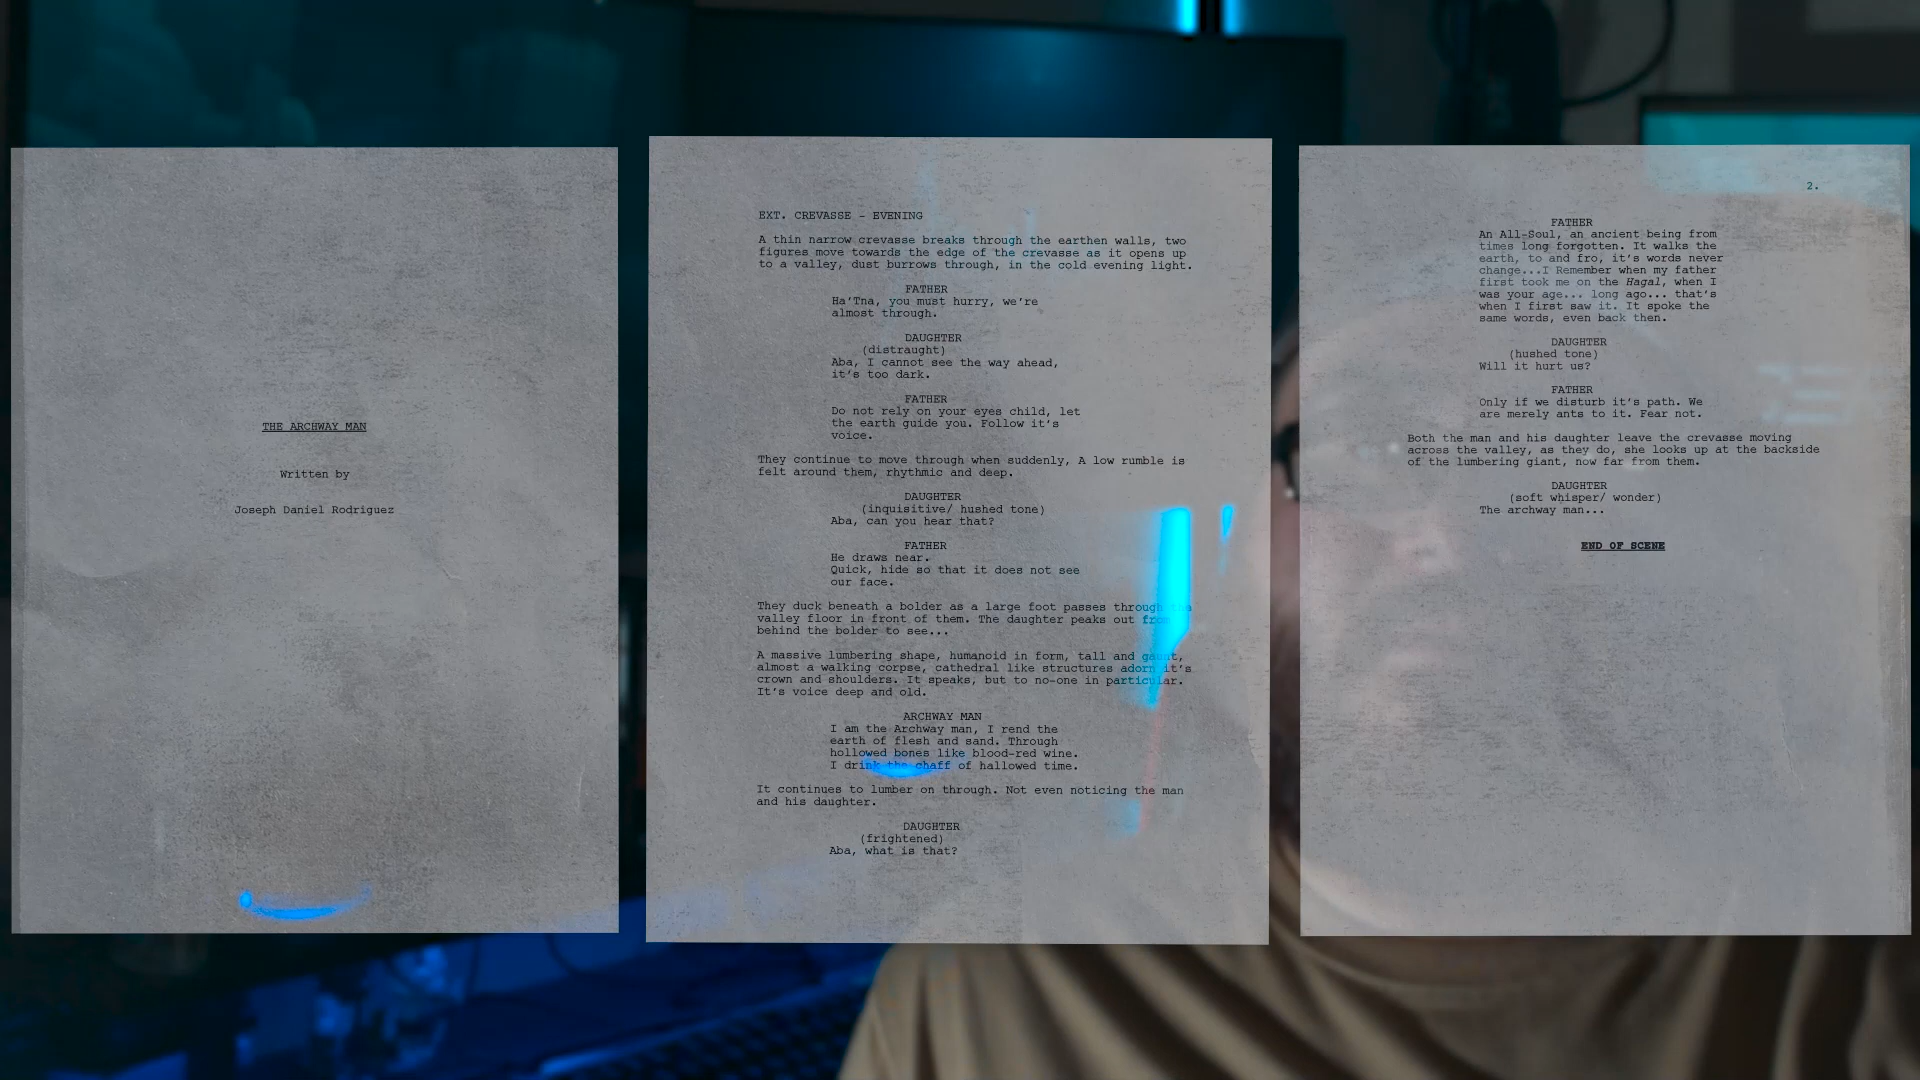 THE ARCHWAY MAN
Written by
Joseph Daniel Rodriguez
EXT. CREVASSE - EVENING
A thin narrow crevasse breaks through the earthen walls, two
figures move towards the edge of the crevasse as it opens up
to a valley, dust burrows through, in the cold evening light.
FATHER
Ha'Tna, you must hurry, we're
almost through.
DAUGHTER
(distraught)
Aba, I cannot see the way ahead,
it's too dark.
FATHER
Do not rely on your eyes child, let
the earth guide you. Follow it's
voice.
They continue to move through when suddenly, A low rumble is
felt around them, rhythmic and deep.
DAUGHTER
(inquisitive/ hushed tone)
Aba, can you hear that?
FATHER
He draws near.
Quick, hide so that it does not see
our face.
They duck beneath a bolder as a large foot passes through the
valley floor in front of them. The daughter peaks out from
behind the bolder to see...
A massive lumbering shape, humanoid in form, tall and gaunt,
almost a walking corpse, cathedral like structures adorn it's
crown and shoulders. It speaks, but to no-one in particular.
It's voice deep and old.
ARCHWAY MAN
I am the Archway man, I rend the
earth of flesh and sand. Through
hollowed bones like blood-red wine.
I drink the chaff of hallowed time.
It continues to lumber on through. Not even noticing the man
and his daughter.
DAUGHTER
(frightened)
Aba, what is that?
2.
FATHER
An All-Soul, an ancient being from
times long forgotten. It walks the
earth, to and fro, it's words never
change...I Remember when my father
first took me on the Hagal, when I
was your age... long ago... that's
when I first saw it. It spoke the
same words, even back then.
DAUGHTER
(hushed tone)
Will it hurt us?
FATHER
Only if we disturb it's path. We
are merely ants to it. Fear not.
Both the man and his daughter leave the crevasse moving
across the valley, as they do, she looks up at the backside
of the lumbering giant, now far from them.
DAUGHTER
(soft whisper/ wonder)
The archway man...
END OF SCENE